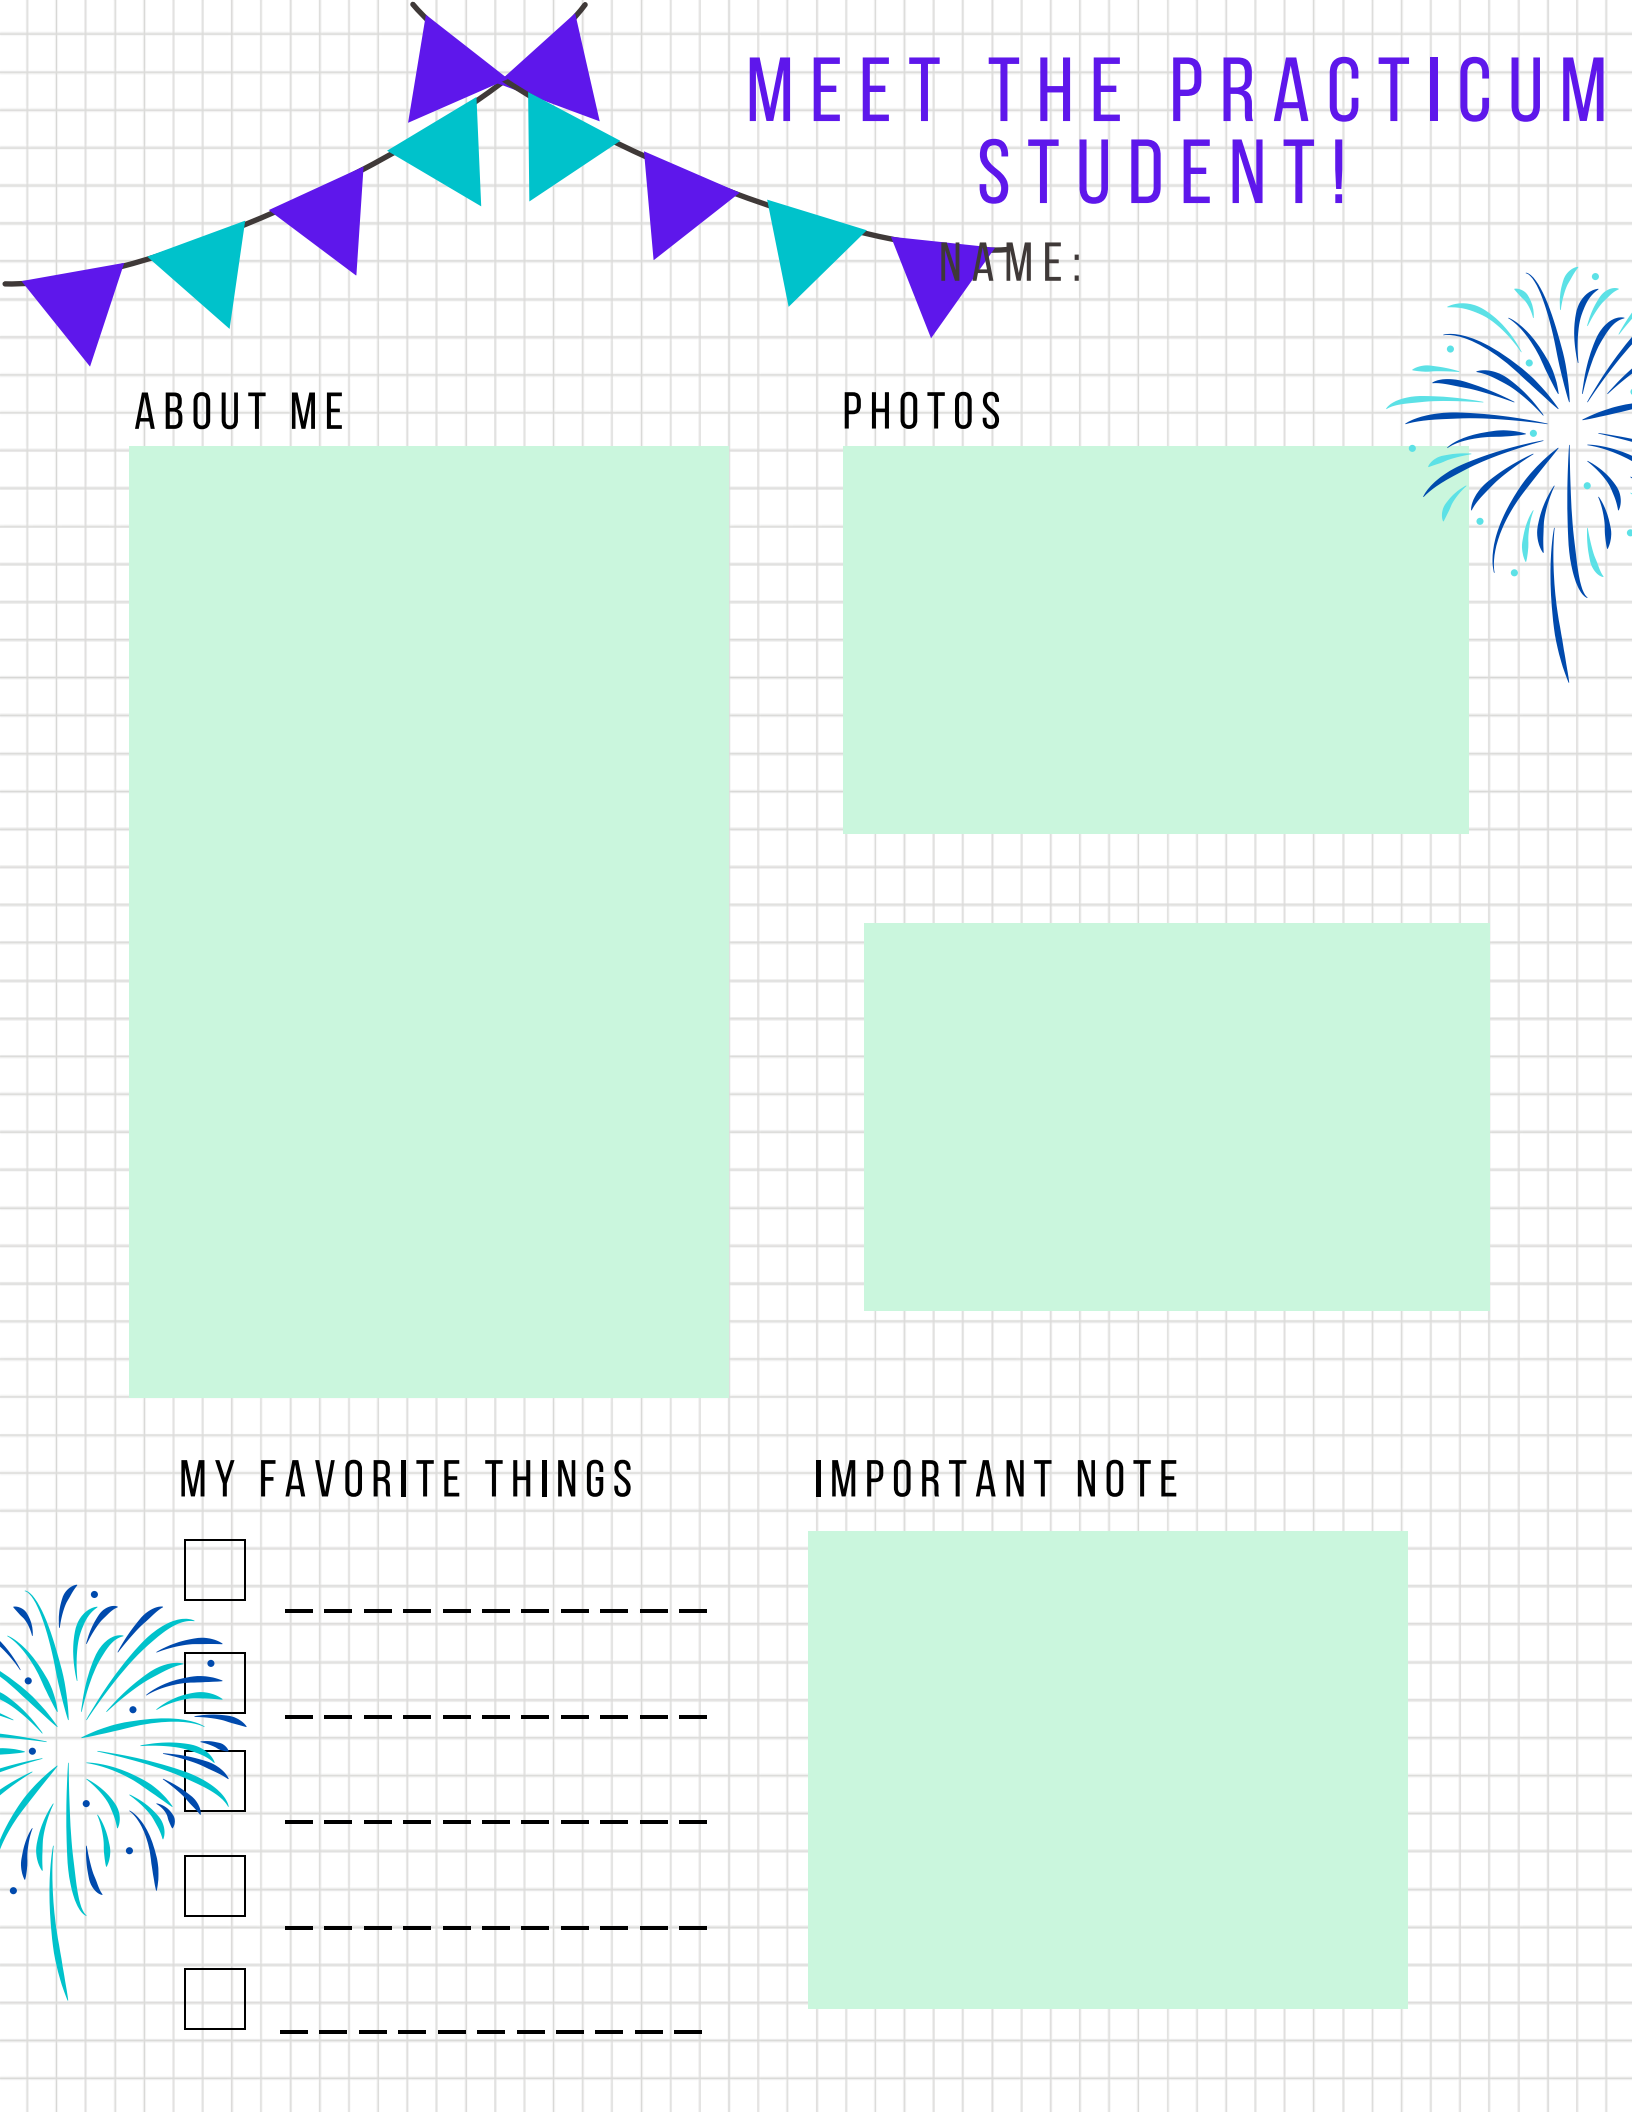 MEET THE PRACTICUM
STUDENT!
NAME:
ABOUT ME
PHOTOS
MY FAVORITE THINGS
IMPORTANT NOTE